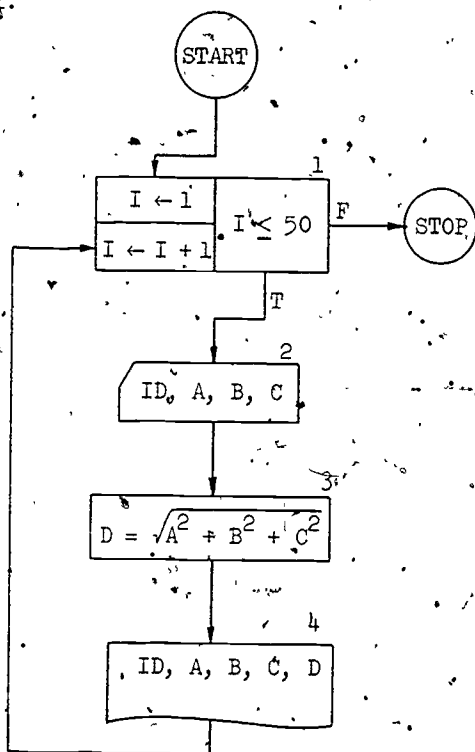 START
1
I ← 1
I ≤ 50
F
STOP
I ← I + 1
T
2
ID, A, B, C
3
D = √A² + B² + C²
4
ID, A, B, C, D